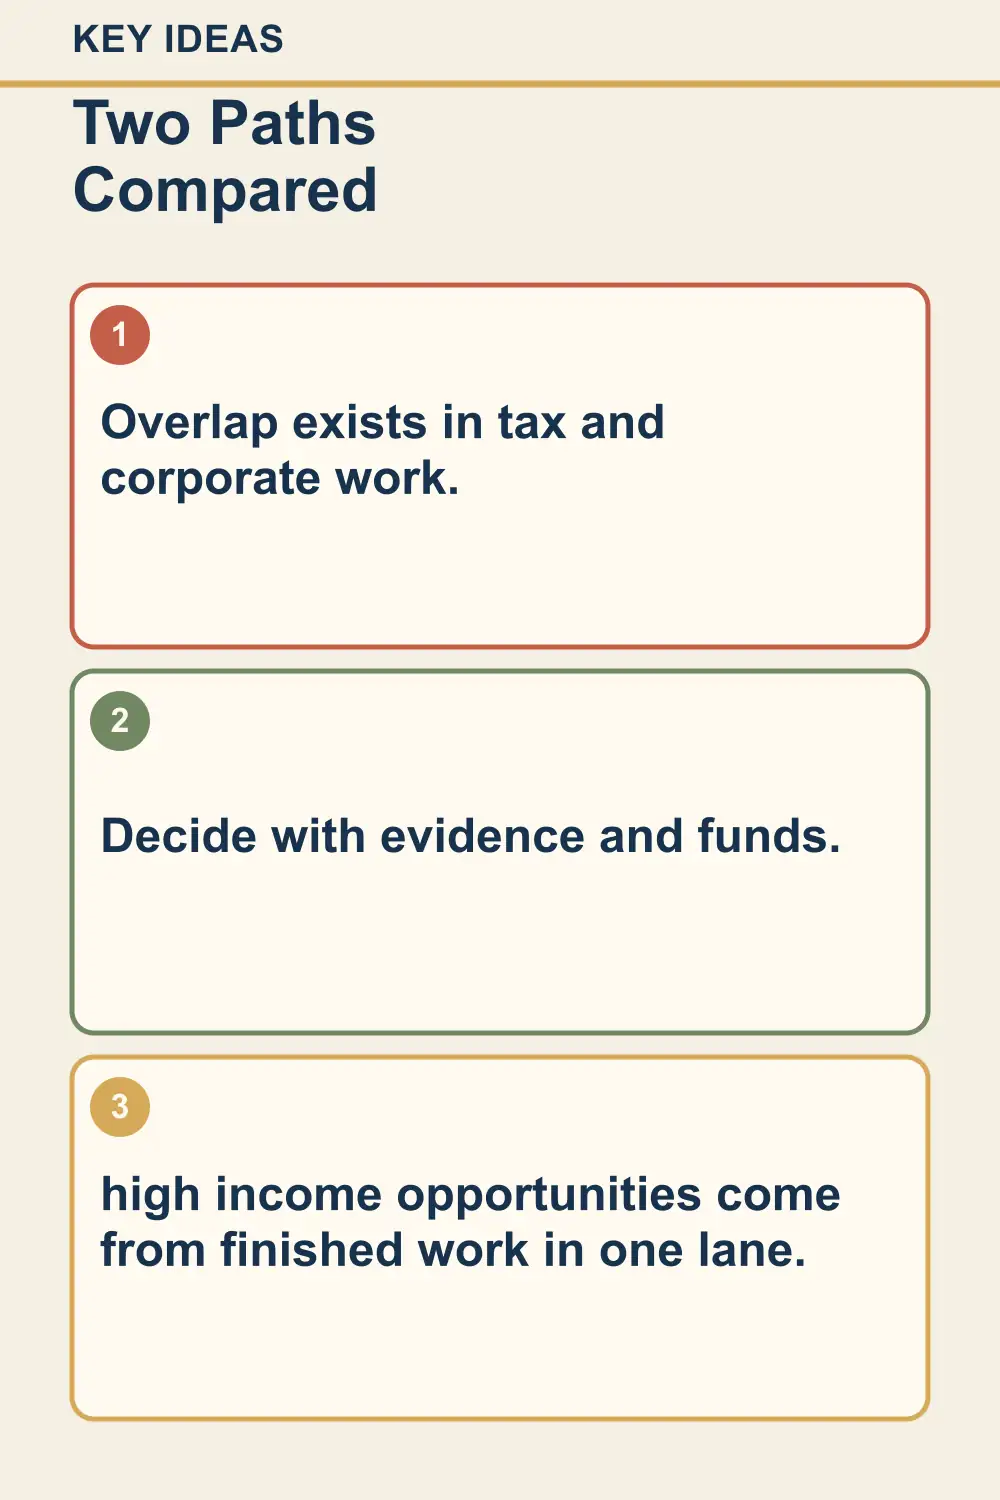 KEY IDEAS
Two Paths
Compared
1
Overlap exists in tax and
corporate work.
2
Decide with evidence and funds.
3
high income opportunities come
from finished work in one lane.